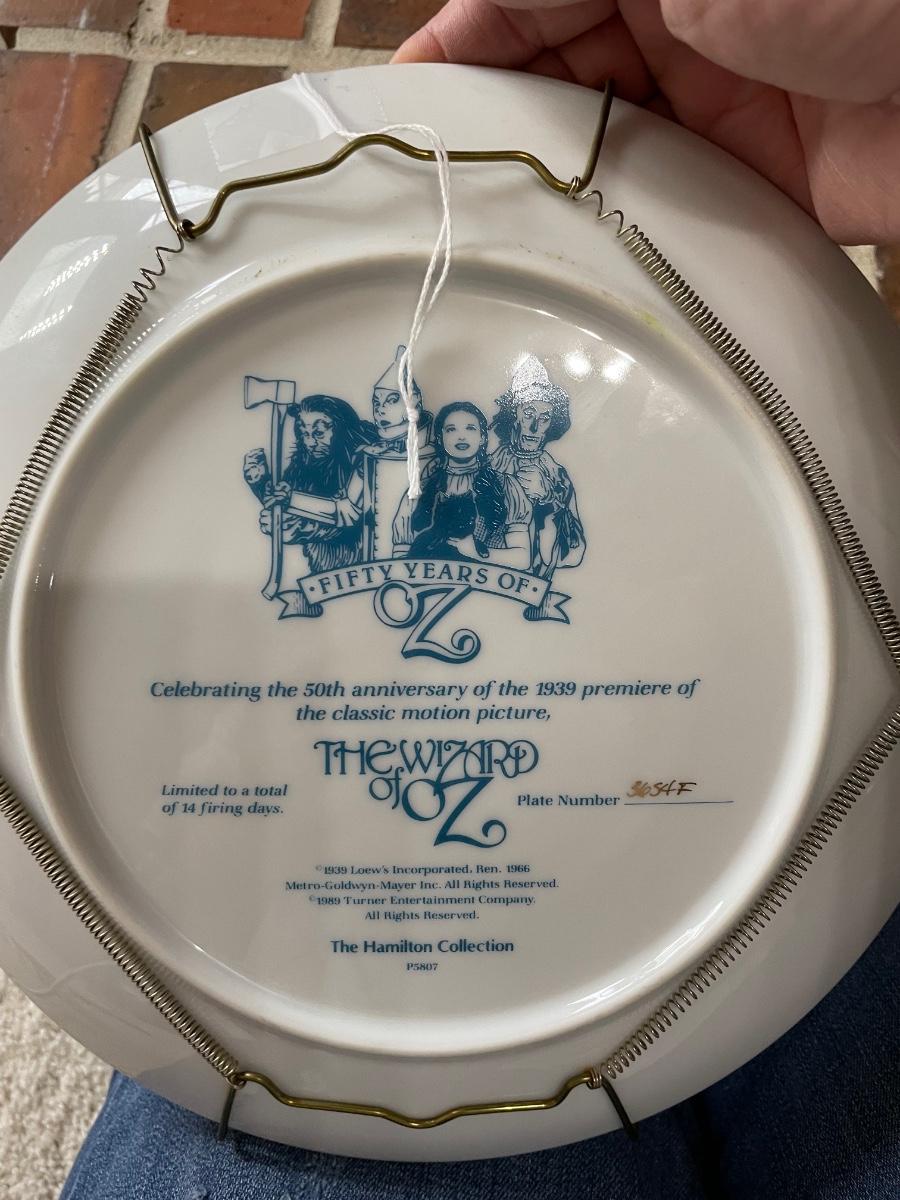 ·FIFTY YEARS OF·
OZ
Celebrating the 50th anniversary of the 1939 premiere of
the classic motion picture,
THE WIZARD
of OZ
Limited to a total
of 14 firing days.
Plate Number 3654F
©1939 Loew's Incorporated, Ren. 1966
Metro-Goldwyn-Mayer Inc. All Rights Reserved.
©1989 Turner Entertainment Company.
All Rights Reserved.
The Hamilton Collection
P5807